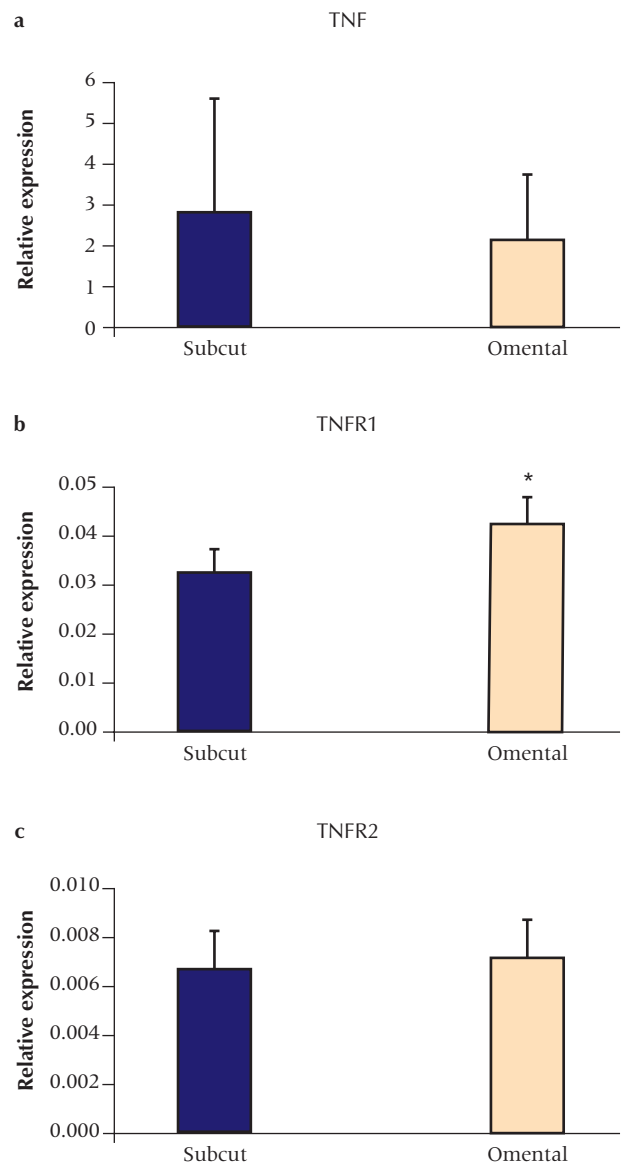 a TNF
Relative expression
6
5
4
3
2
1
0
Subcut Omental
b TNFR1
Relative expression
*
0.05
0.04
0.03
0.02
0.01
0.00
Subcut Omental
c TNFR2
Relative expression
0.010
0.008
0.006
0.004
0.002
0.000
Subcut Omental